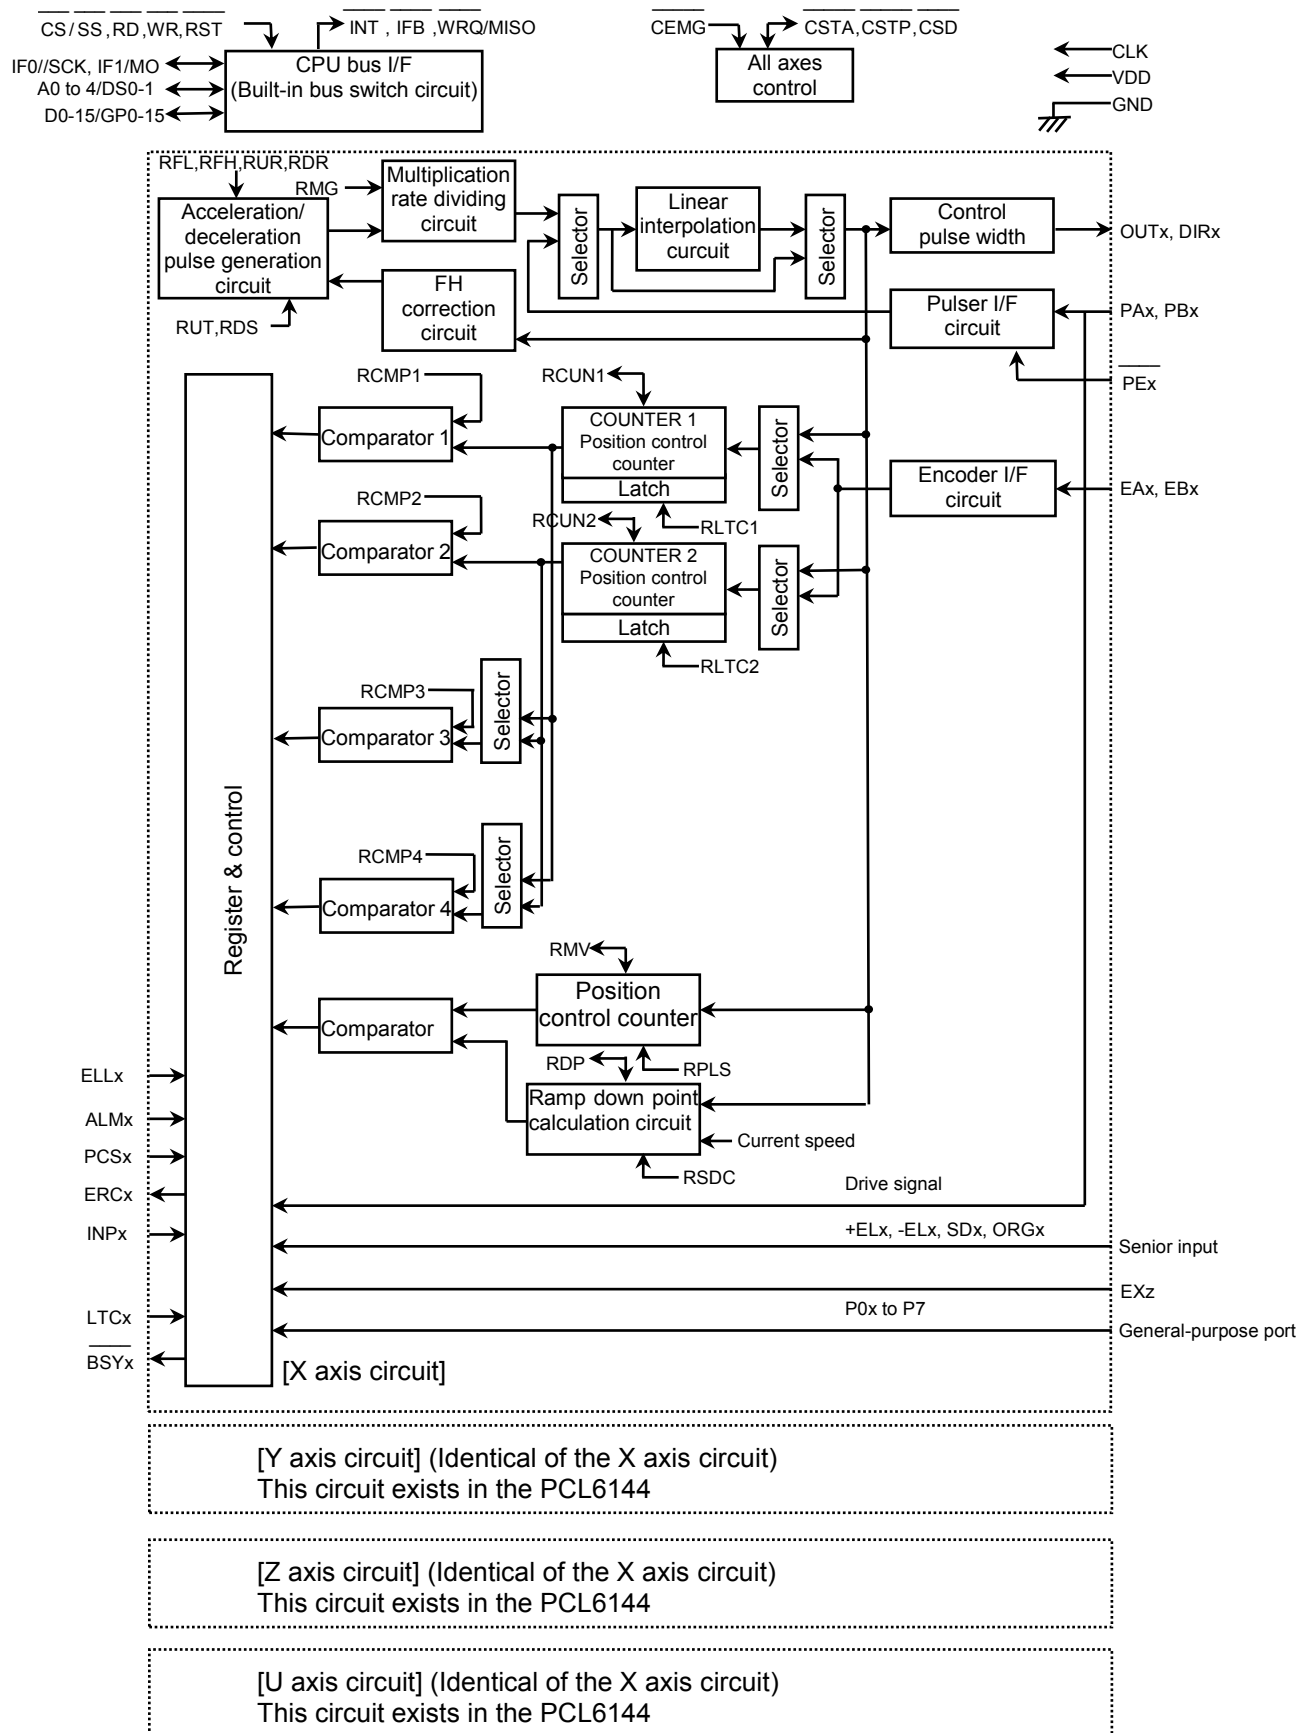 CS/SS,RD,WR,RST
INT , IFB ,WRQ/MISO
CEMG
CSTA,CSTP,CSD
CLK
VDD
GND
IF0//SCK, IF1/MO
A0 to 4/DS0-1
D0-15/GP0-15
CPU bus I/F
(Built-in bus switch circuit)
All axes
control
RFL,RFH,RUR,RDR
RMG
Multiplication
rate dividing
circuit
Acceleration/
deceleration
pulse generation
circuit
Selector
Linear
interpolation
curcuit
Selector
Control
pulse width
OUTx, DIRx
FH
correction
circuit
RUT,RDS
Pulser I/F
circuit
PAx, PBx
PEx
RCMP1
RCUN1
Comparator 1
COUNTER 1
Position control
counter
Latch
Selector
Encoder I/F
circuit
EAx, EBx
RCMP2
RCUN2
RLTC1
Comparator 2
COUNTER 2
Position control
counter
Latch
Selector
RLTC2
RCMP3
Comparator 3
Selector
Register & control
RCMP4
Comparator 4
Selector
RMV
Position
control counter
Comparator
RDP
RPLS
Ramp down point
calculation circuit
Current speed
RSDC
ELLx
ALMx
PCSx
ERCx
INPx
LTCx
BSYx
Drive signal
+ELx, -ELx, SDx, ORGx
Senior input
EXz
P0x to P7
General-purpose port
[X axis circuit]
[Y axis circuit] (Identical of the X axis circuit)
This circuit exists in the PCL6144
[Z axis circuit] (Identical of the X axis circuit)
This circuit exists in the PCL6144
[U axis circuit] (Identical of the X axis circuit)
This circuit exists in the PCL6144